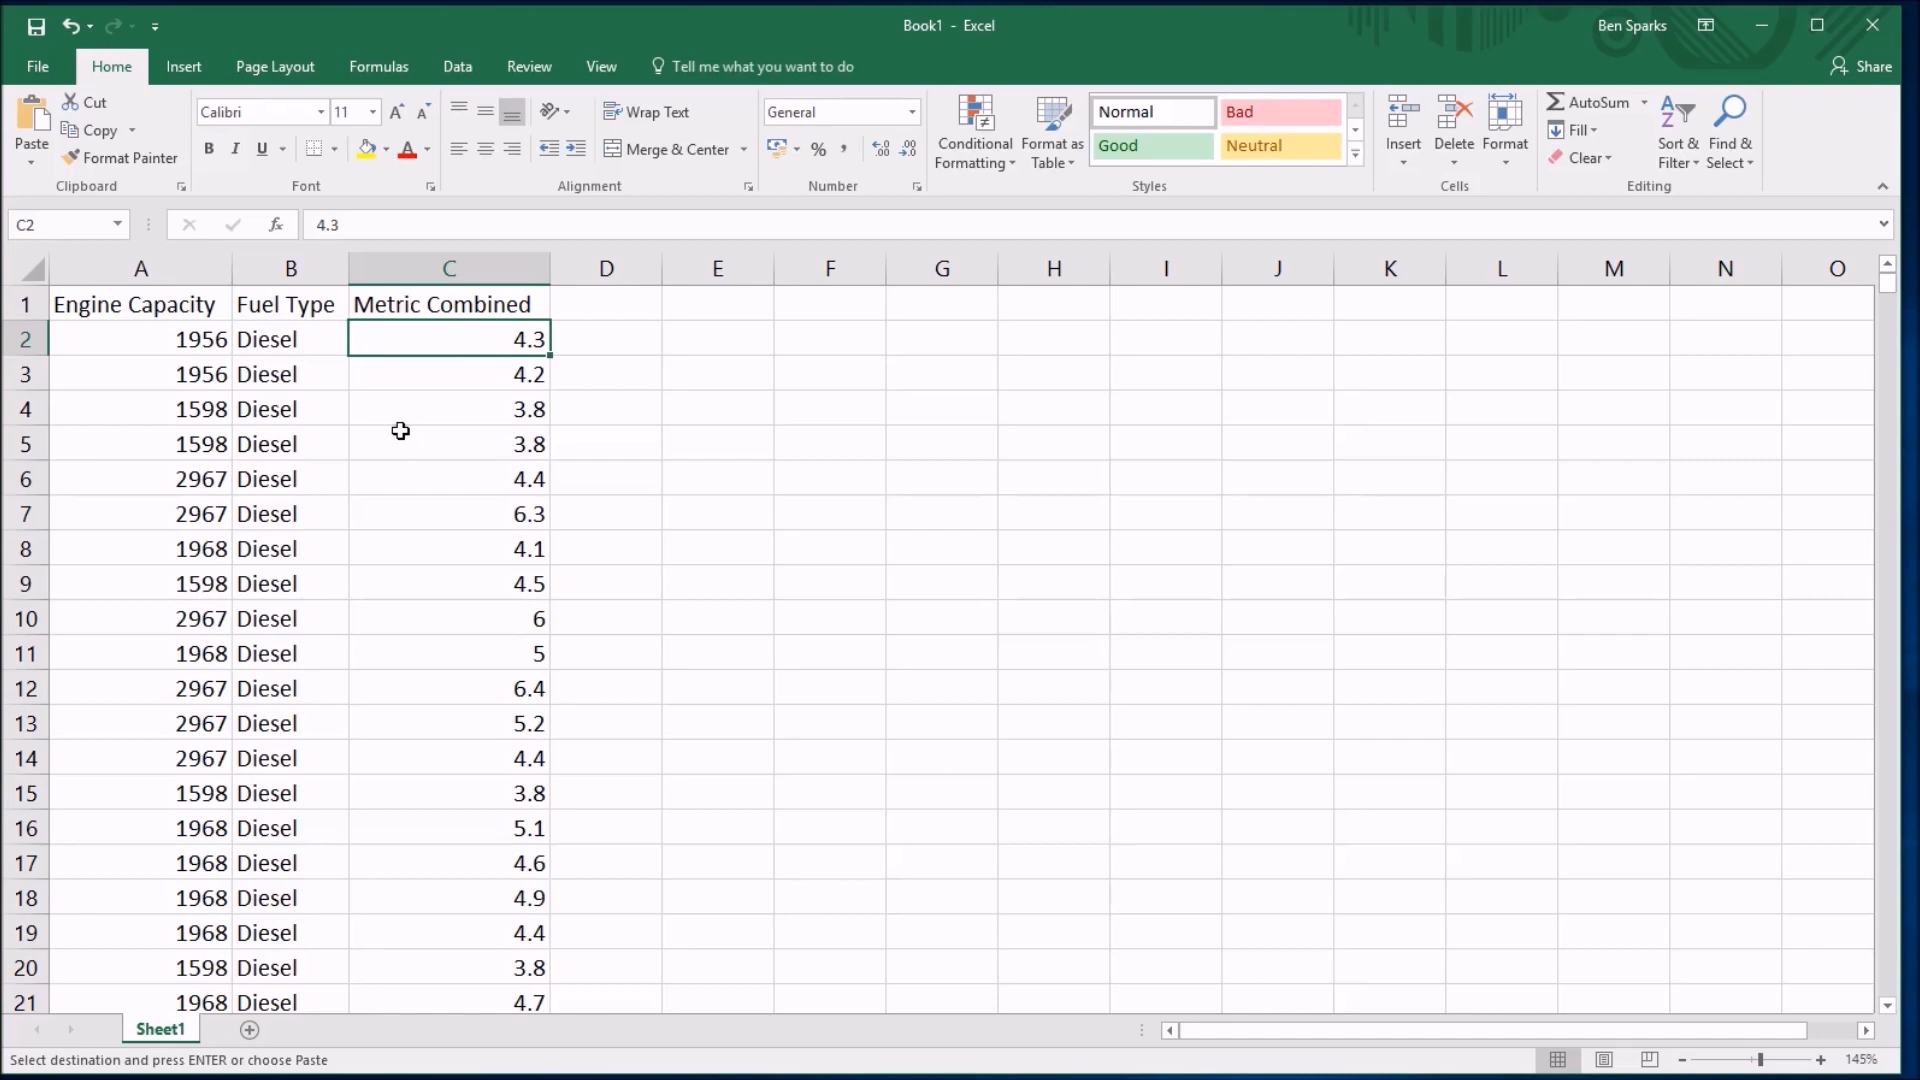 Book1 - Excel
Ben Sparks
File Home Insert Page Layout Formulas Data Review View Tell me what you want to do Share
Paste
Cut
Copy
Format Painter
Clipboard
Calibri 11
B I U A
Font
Wrap Text
Merge & Center
Alignment
General
%
Number
Conditional Formatting
Format as Table
Normal Bad
Good Neutral
Styles
Insert Delete Format
Cells
AutoSum
Fill
Clear
Sort & Filter
Find & Select
Editing
C2 fx 4.3
A B C D E F G H I J K L M N O
1 Engine Capacity Fuel Type Metric Combined
2 1956 Diesel 4.3
3 1956 Diesel 4.2
4 1598 Diesel 3.8
5 1598 Diesel 3.8
6 2967 Diesel 4.4
7 2967 Diesel 6.3
8 1968 Diesel 4.1
9 1598 Diesel 4.5
10 2967 Diesel 6
11 1968 Diesel 5
12 2967 Diesel 6.4
13 2967 Diesel 5.2
14 2967 Diesel 4.4
15 1598 Diesel 3.8
16 1968 Diesel 5.1
17 1968 Diesel 4.6
18 1968 Diesel 4.9
19 1968 Diesel 4.4
20 1598 Diesel 3.8
21 1968 Diesel 4.7
Sheet1
Select destination and press ENTER or choose Paste
145%